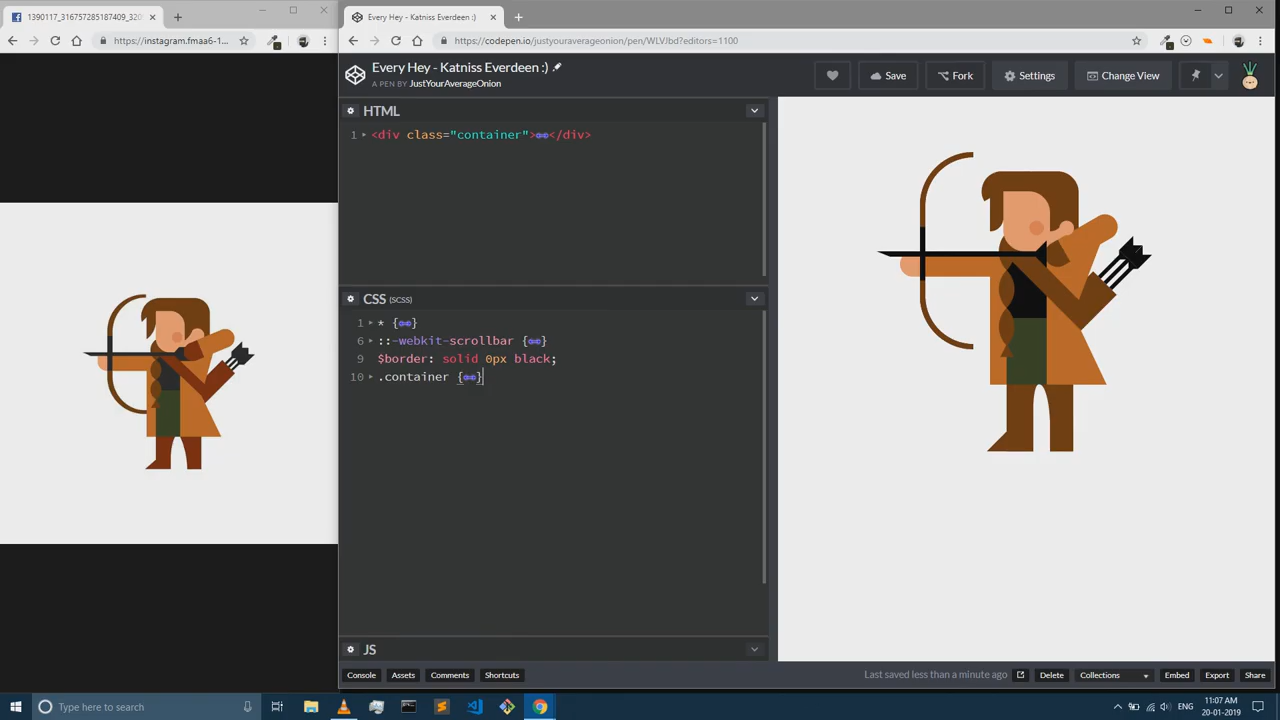 1390117_316757285187409_320
https://instagram.fmaa6-1...
Every Hey - Katniss Everdeen :)
https://codepen.io/justyouraverageonion/pen/WLVJbd?editors=1100
Every Hey - Katniss Everdeen :)
A PEN BY JustYourAverageOnion
Save
Fork
Settings
Change View
HTML
1 <div class="container"></div>
CSS (SCSS)
1 * {}
6 ::-webkit-scrollbar {}
9 $border: solid 0px black;
10 .container {}
JS
Console
Assets
Comments
Shortcuts
Last saved less than a minute ago
Delete
Collections
Embed
Export
Share
Type here to search
11:07 AM
20-01-2019